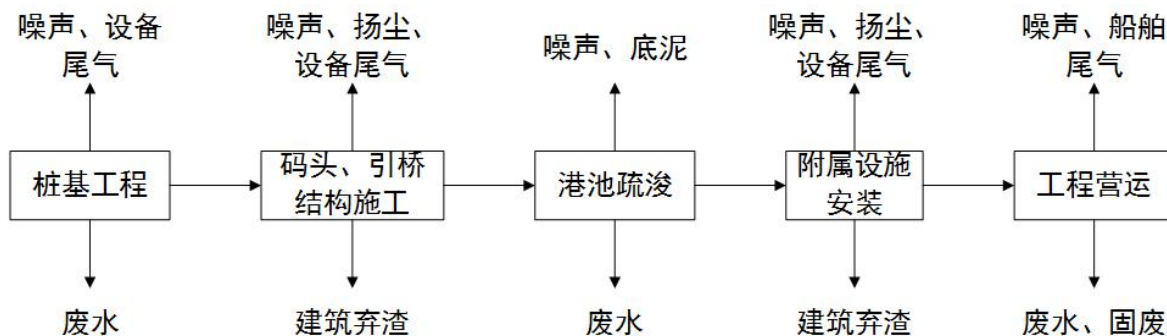 噪声、设备
尾气
噪声、扬尘、
设备尾气
噪声、底泥
噪声、扬尘、
设备尾气
噪声、船舶
尾气
桩基工程
码头、引桥
结构施工
港池疏浚
附属设施
安装
工程营运
废水
建筑弃渣
废水
建筑弃渣
废水、固废